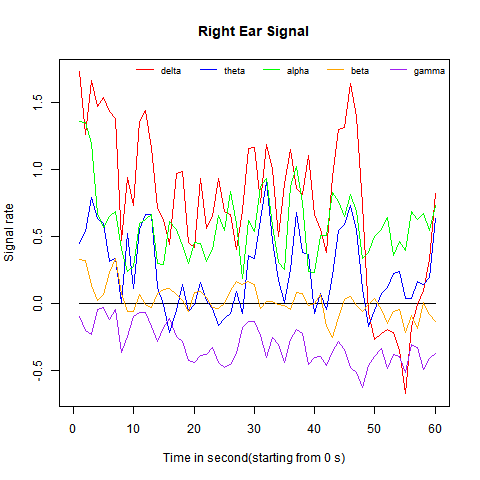 Right Ear Signal
delta theta alpha beta gamma
1.5
1.0
0.5
0.0
-0.5
Signal rate
0 10 20 30 40 50 60
Time in second(starting from 0 s)